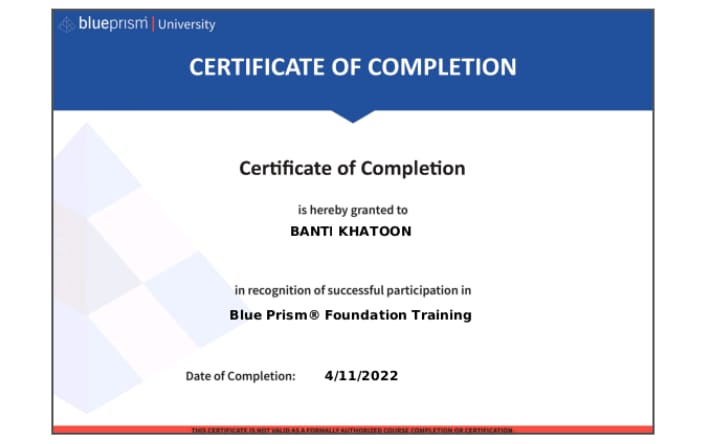 blueprism | University
CERTIFICATE OF COMPLETION
Certificate of Completion
is hereby granted to
BANTI KHATOON
in recognition of successful participation in
Blue Prism® Foundation Training
Date of Completion: 4/11/2022
THIS CERTIFICATE IS NOT VALID AS A FORMALLY AUTHORIZED COURSE COMPLETION OR CERTIFICATION